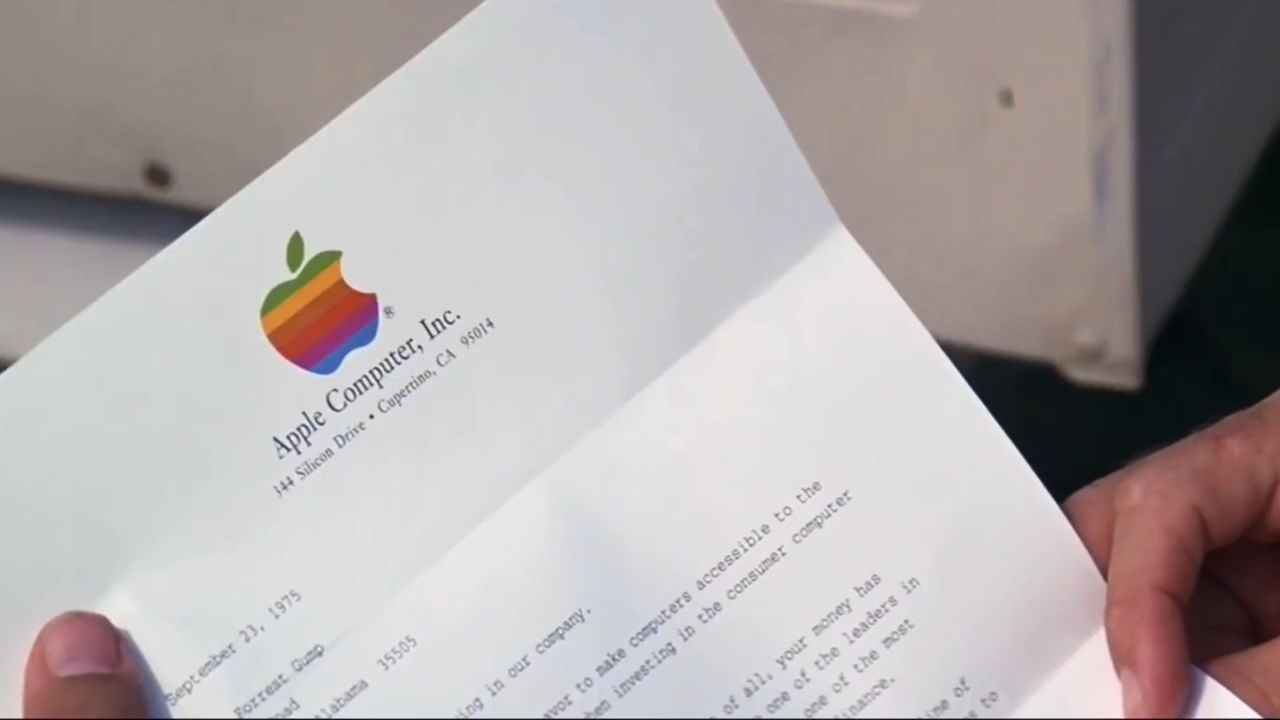 ®
Apple Computer, Inc.
344 Silicon Drive • Cupertino, CA 95014
September 23, 1975
Forrest Gump
Alabama 35505
in our company.
to make computers accessible to the
investing in the consumer computer
of all, your money has
one of the leaders in
one of the most
of
to